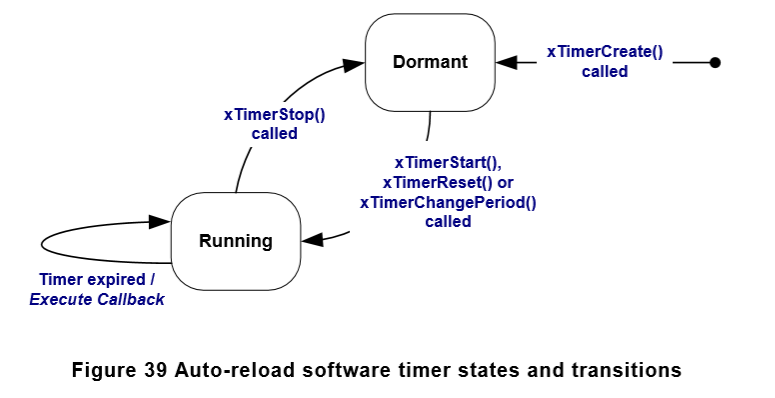 Dormant
xTimerCreate()
called
xTimerStop()
called
xTimerStart(),
xTimerReset() or
xTimerChangePeriod()
called
Running
Timer expired /
Execute Callback
Figure 39 Auto-reload software timer states and transitions